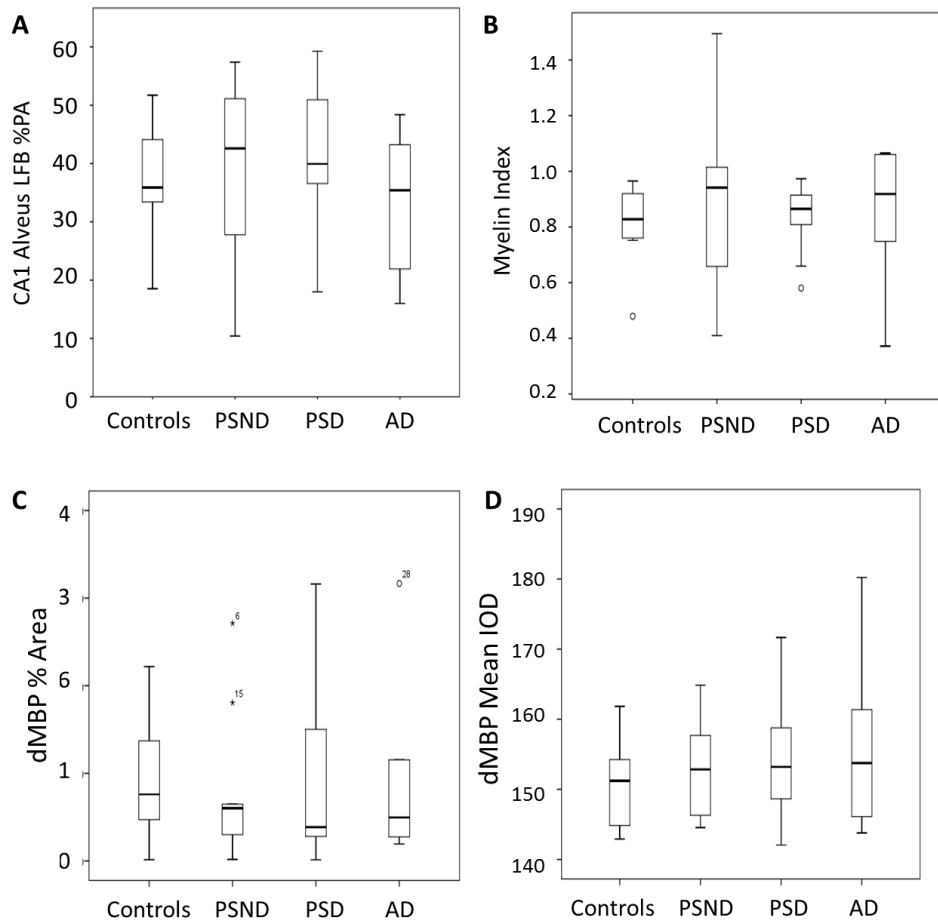 A
CA1 Alveus LFB %PA
60
50
40
30
20
10
0
Controls PSND PSD AD
B
Myelin Index
1.4
1.2
1.0
0.8
0.6
0.4
0.2
Controls PSND PSD AD
C
dMBP % Area
4
3
6
1
0
6
15
28
Controls PSND PSD AD
D
dMBP Mean IOD
190
180
170
160
150
140
Controls PSND PSD AD